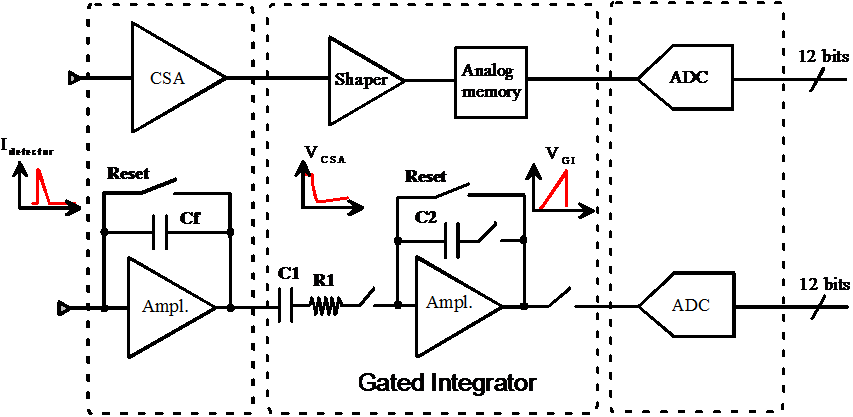 CSA
Shaper
Analog
memory
ADC
12 bits
I detector
Reset
Cf
Ampl.
V CSA
C1
R1
Reset
C2
Ampl.
V GI
ADC
12 bits
Gated Integrator